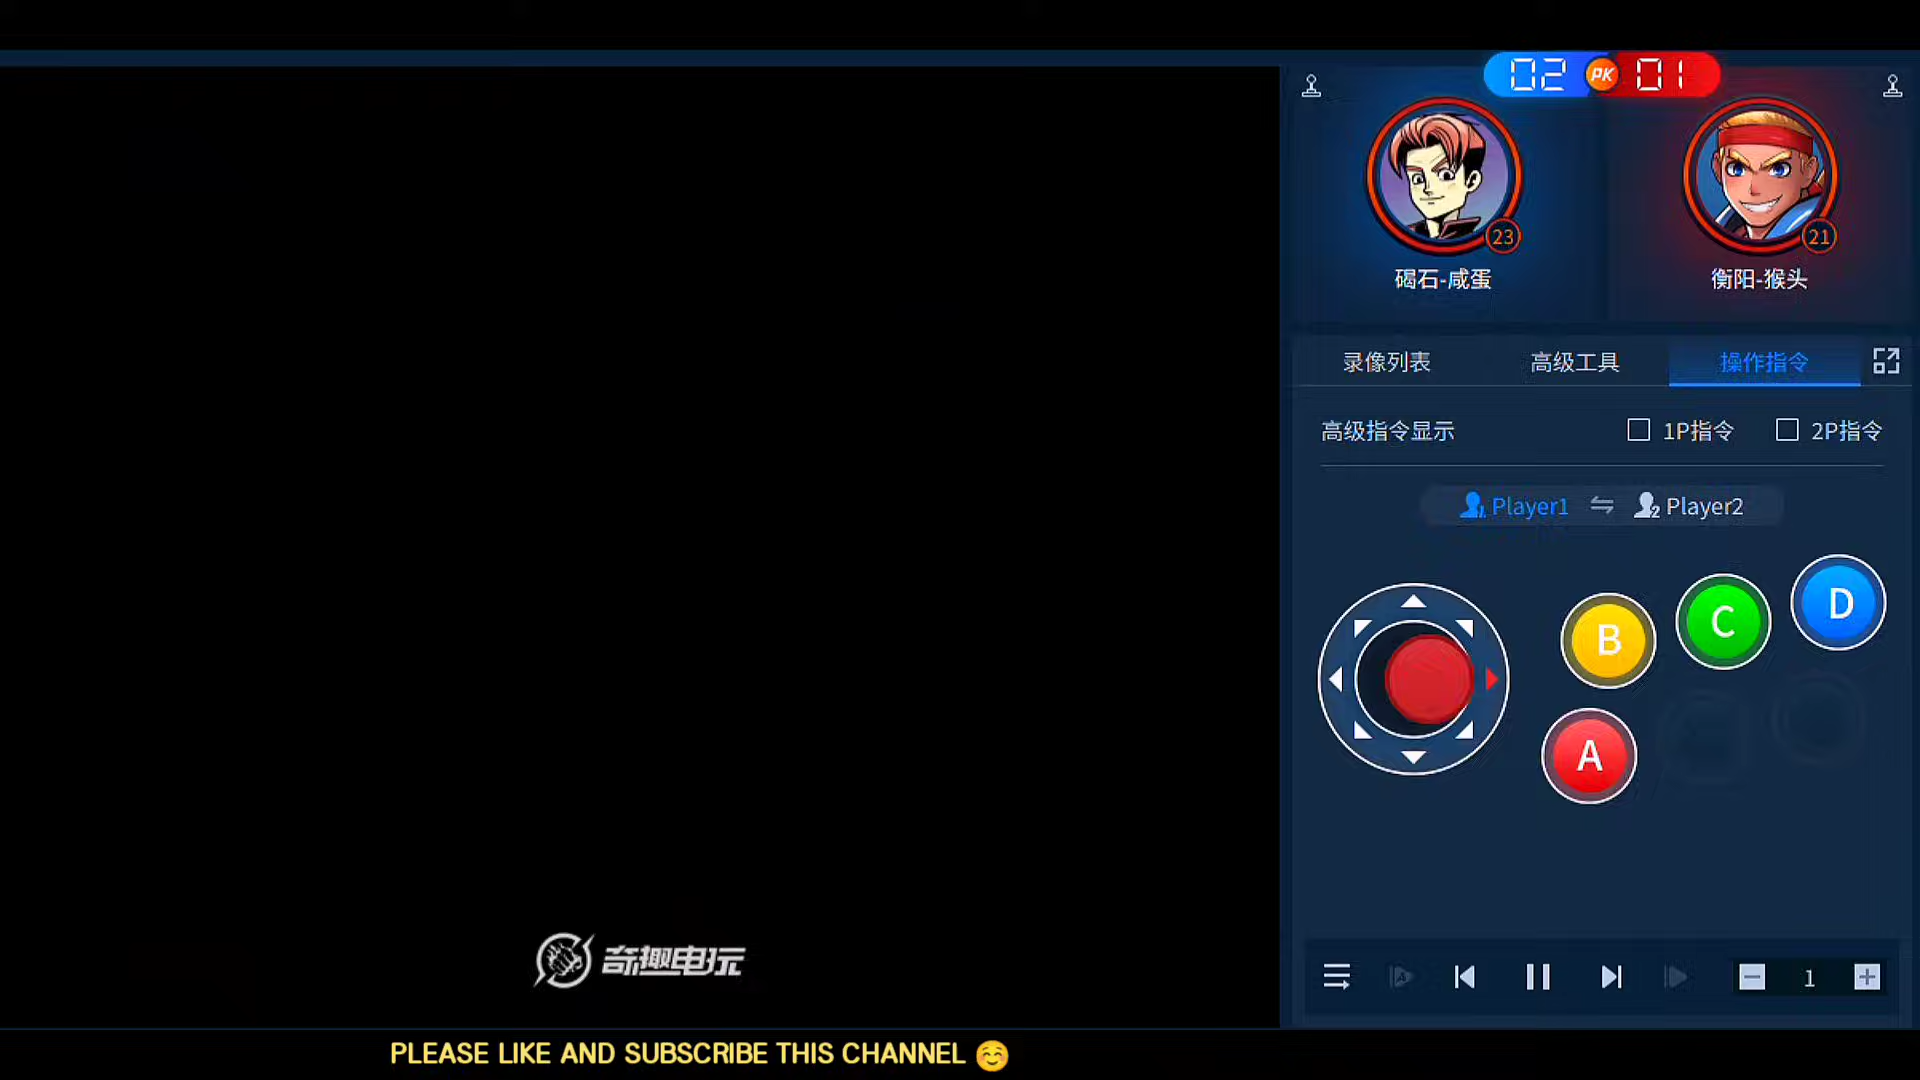 02 PK 01
23
21
碣石-咸蛋
衡阳-猴头
录像列表
高级工具
操作指令
高级指令显示
1P指令
2P指令
Player1
Player2
B
C
D
A
奇趣电玩
1
PLEASE LIKE AND SUBSCRIBE THIS CHANNEL ☺️